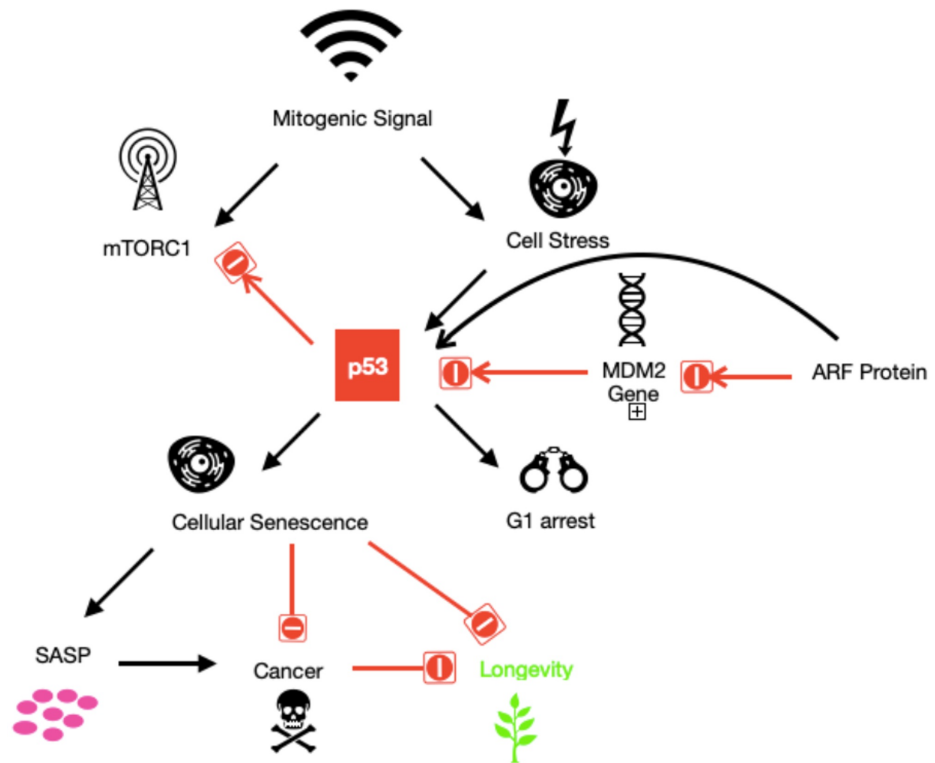 Mitogenic Signal
mTORC1
Cell Stress
p53
MDM2
Gene
ARF Protein
Cellular Senescence
G1 arrest
SASP
Cancer
Longevity